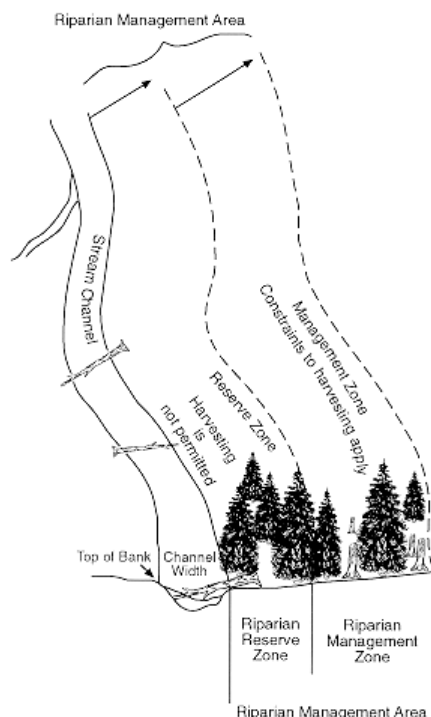 Riparian Management Area
Stream Channel
Reserve Zone
Harvesting
is
not permitted
Management Zone
Constraints to harvesting apply
Top of Bank
Channel
Width
Riparian
Reserve
Zone
Riparian
Management
Zone
Riparian Management Area